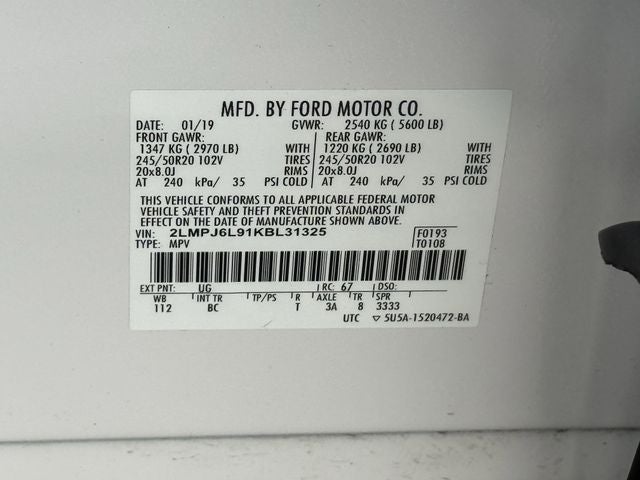 MFD. BY FORD MOTOR CO.
DATE: 01/19 GVWR: 2540 KG ( 5600 LB)
FRONT GAWR: REAR GAWR:
1347 KG ( 2970 LB) WITH 1220 KG ( 2690 LB) WITH
245/50R20 102V TIRES 245/50R20 102V TIRES
20x8.0J RIMS 20x8.0J RIMS
AT 240 kPa/ 35 PSI COLD AT 240 kPa/ 35 PSI COLD
THIS VEHICLE CONFORMS TO ALL APPLICABLE FEDERAL MOTOR
VEHICLE SAFETY, BUMPER, AND THEFT PREVENTION STANDARDS IN
EFFECT ON THE DATE OF MANUFACTURE SHOWN ABOVE.
VIN: 2LMPJ6L91KBL31325 F0193
TYPE: MPV T0108
EXT PNT: UG RC: 67 DSO:
WB INT TR TP/PS R AXLE TR SPR
112 BC T 3A 8 3333
UTC ▽ 5U5A-1520472-BA